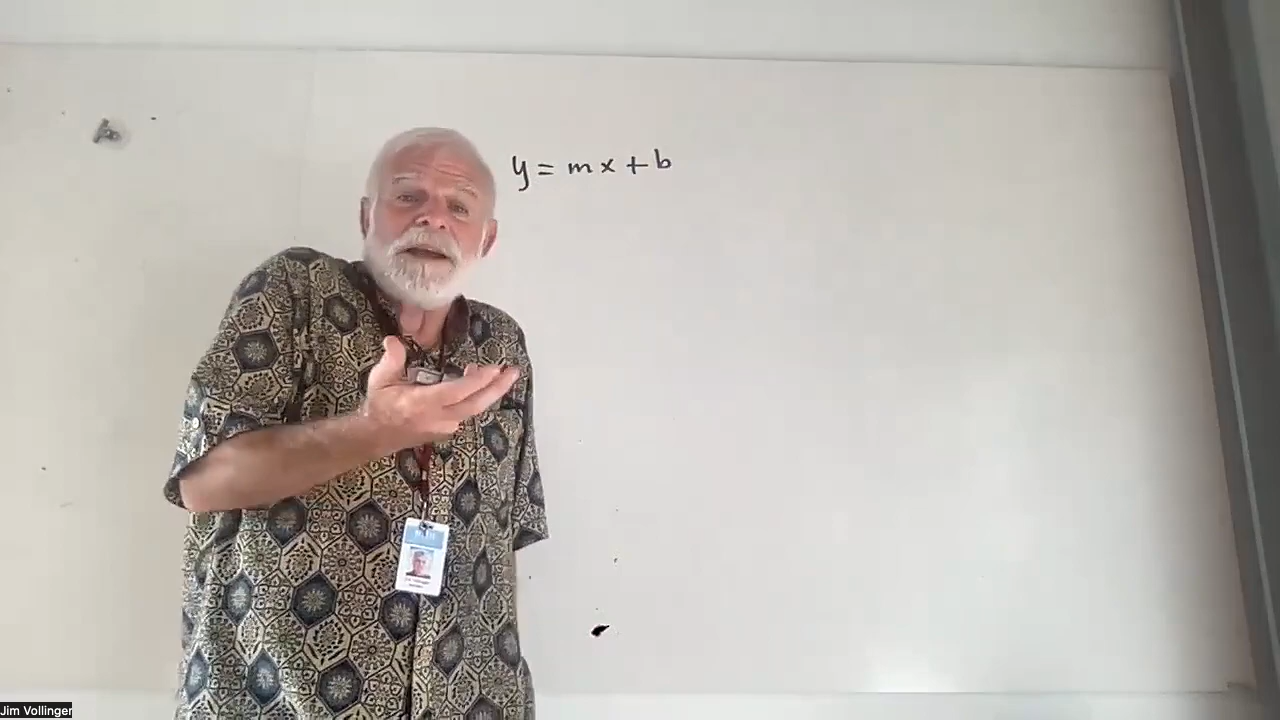 y = mx + b
Jim Vollinger